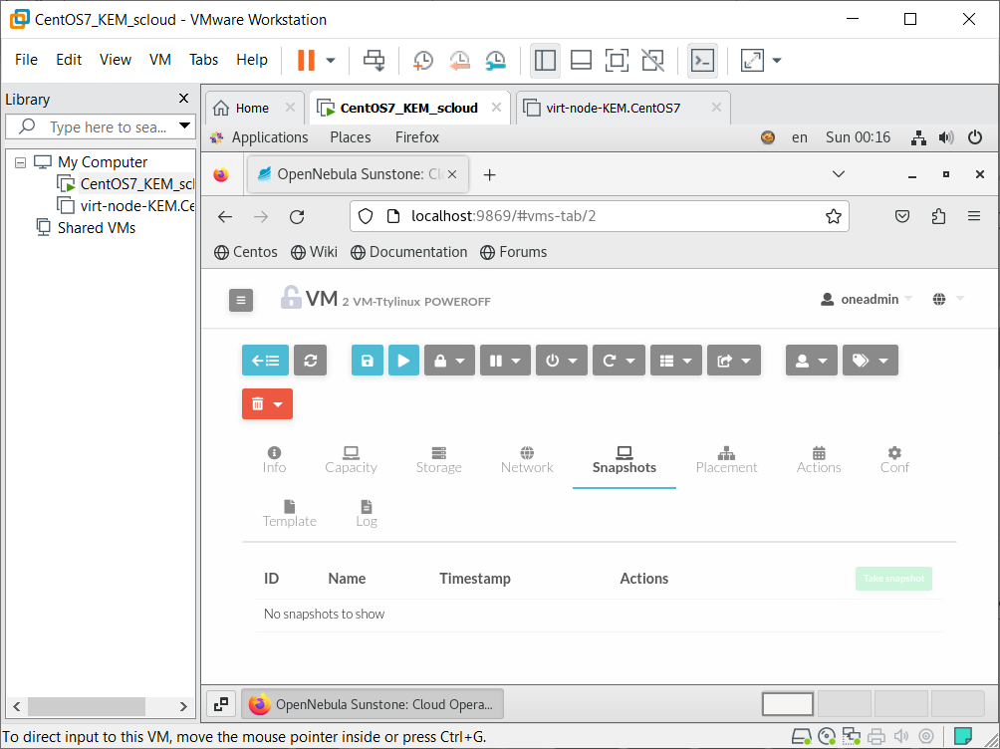 CentOS7_KEM_scloud - VMware Workstation
File Edit View VM Tabs Help
Library
Type here to sea...
My Computer
CentOS7_KEM_scl
virt-node-KEM.Ce
Shared VMs
Home
CentOS7_KEM_scloud
virt-node-KEM.CentOS7
Applications Places Firefox
en Sun 00:16
OpenNebula Sunstone: Cl
localhost:9869/#vms-tab/2
Centos Wiki Documentation Forums
VM 2 VM-Ttylinux POWEROFF
oneadmin
Info Capacity Storage Network Snapshots Placement Actions Conf
Template Log
ID Name Timestamp Actions Take snapshot
No snapshots to show
OpenNebula Sunstone: Cloud Opera...
To direct input to this VM, move the mouse pointer inside or press Ctrl+G.